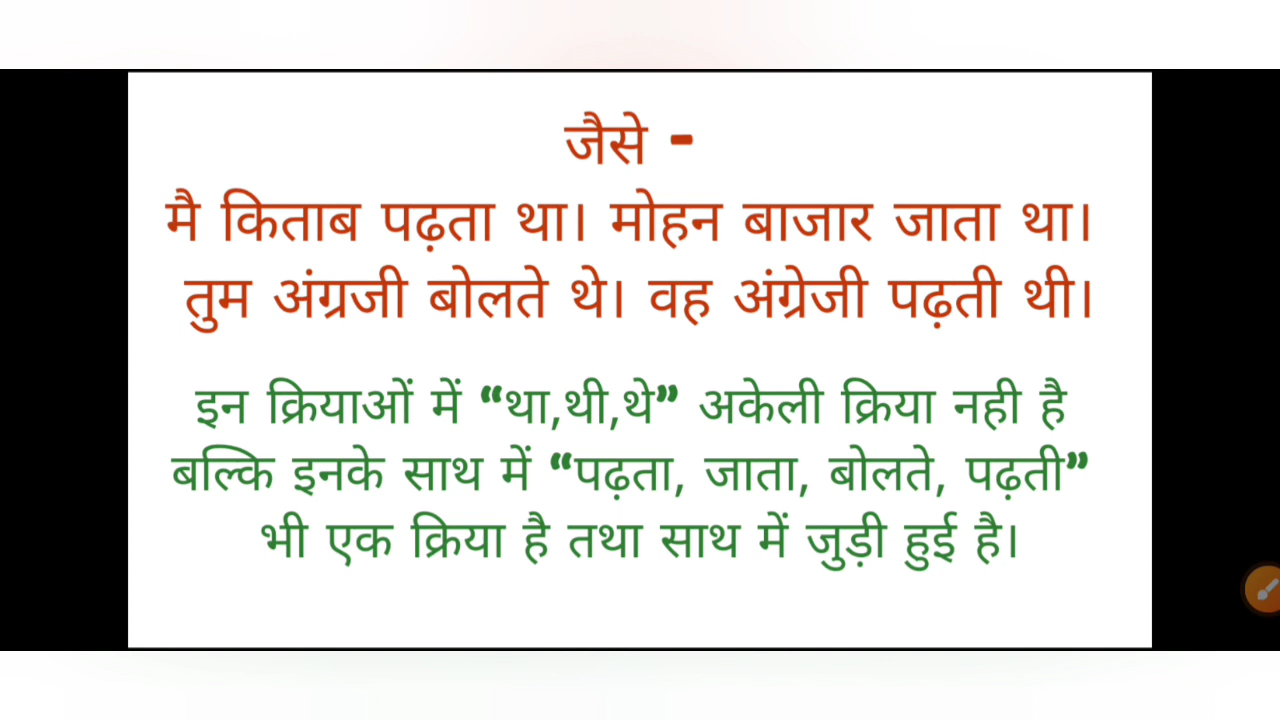 जैसे -
मै किताब पढ़ता था। मोहन बाजार जाता था।
तुम अंग्रजी बोलते थे। वह अंग्रेजी पढ़ती थी।
इन क्रियाओं में “था,थी,थे” अकेली क्रिया नही है
बल्कि इनके साथ में “पढ़ता, जाता, बोलते, पढ़ती”
भी एक क्रिया है तथा साथ में जुड़ी हुई है।